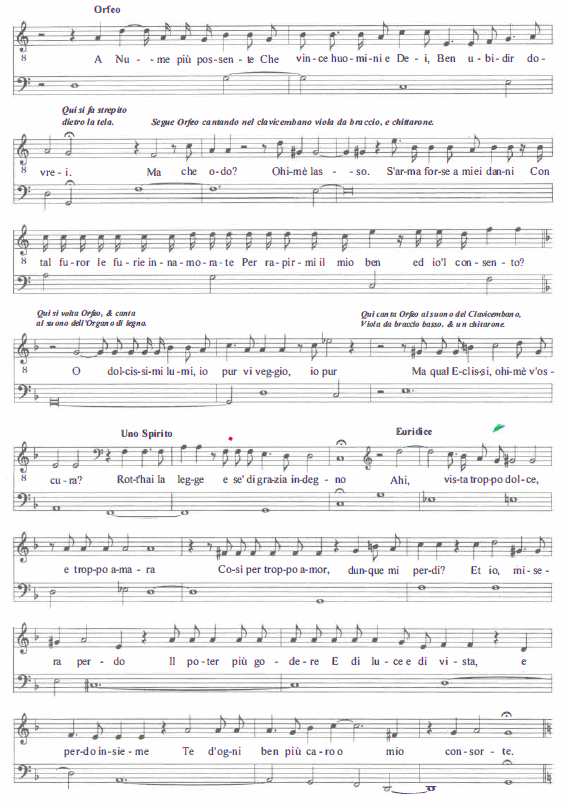 Orfeo
A Nu - - me più pos-sen - te Che vin-ce huo-mi-ni e De - i, Ben u-bi-dir do-
Qui si fa strepito
dietro la tela.
Segue Orfeo cantando nel clavicembano viola da braccio, e chittarone.
vre - i. Ma che o-do? Ohi-mè las - - so. S'ar-ma for-se a miei dan-ni Con
tal fu-ror le fu-rie in-na-mo-ra-te Per ra-pir-mi il mio ben ed io'l con-sen-to?
Qui si volta Orfeo, & canta
al suono dell'Organo di legno.
Qui canta Orfeo al suono del Clavicembano,
Viola da braccio basso, & un chitarone.
O dol-cis-si-mi lu-mi, io pur vi veg-gio, io pur Ma qual E-clis-si, ohi-mè v'os-
Uno Spirito
Euridice
cu-ra? Rot-t'hai la leg-ge e se' di gra-zia in-deg - no Ahi, vis-ta trop-po dol-ce,
e trop-po a-ma - ra Co-sì per trop-po a-mor, dun-que mi per-di? Et io, mi-se-
ra per - do Il po-ter più go - de-re E di lu-ce e di vi-sta, e
per-do in-sie-me Te d'og-ni ben più ca-ro o mio con-sor-te.